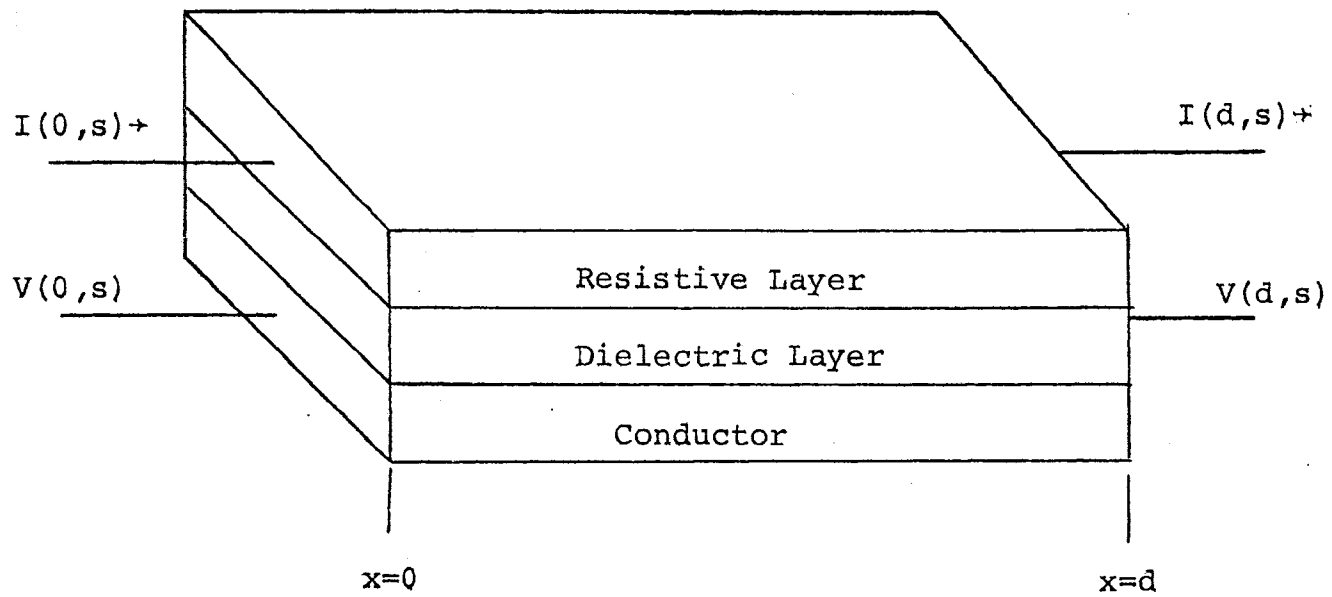 I(0,s)→
I(d,s)→
Resistive Layer
V(0,s)
V(d,s)
Dielectric Layer
Conductor
x=0
x=d